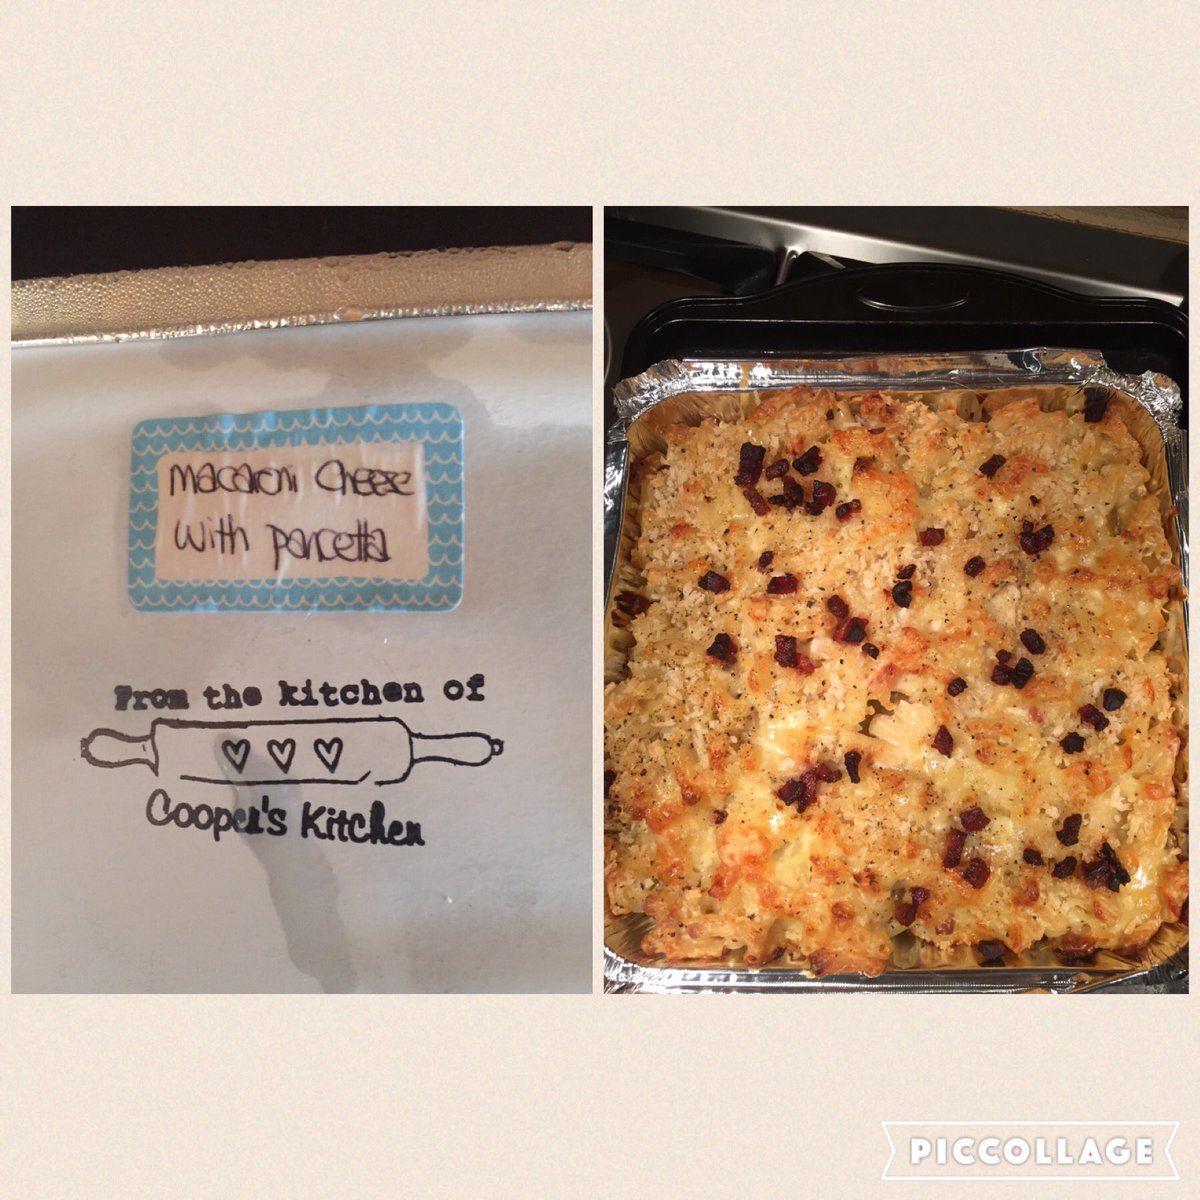 macaroni cheese
with pancetta
From the kitchen of
Cooper's Kitchen
PICCOLLAGE